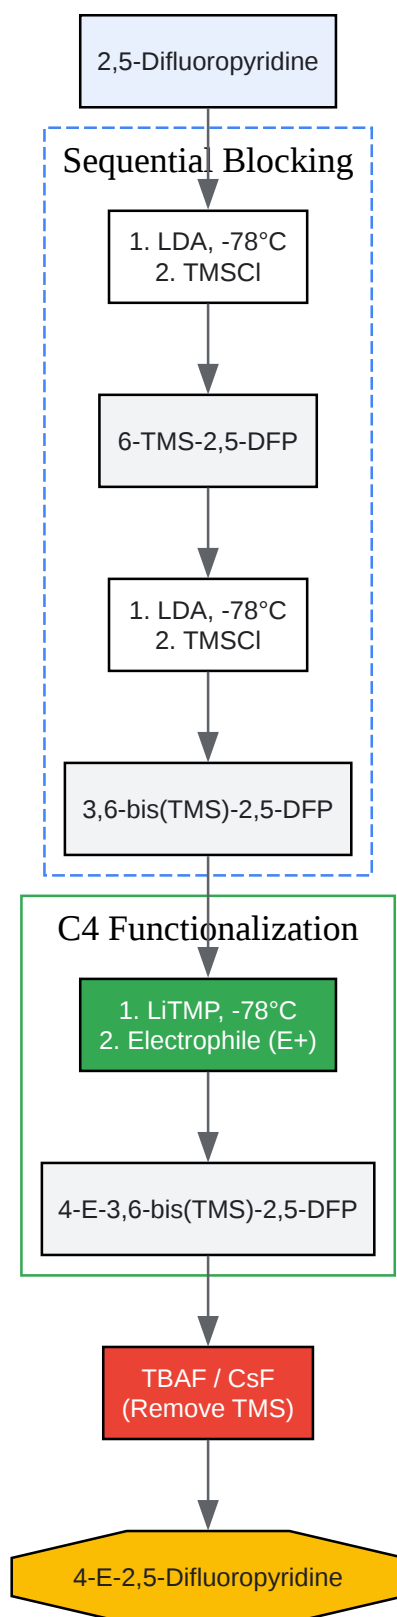 2,5-Difluoropyridine
Sequential Blocking
1. LDA, -78°C
2. TMSCl
6-TMS-2,5-DFP
1. LDA, -78°C
2. TMSCl
3,6-bis(TMS)-2,5-DFP
C4 Functionalization
1. LiTMP, -78°C
2. Electrophile (E+)
4-E-3,6-bis(TMS)-2,5-DFP
TBAF / CsF
(Remove TMS)
4-E-2,5-Difluoropyridine